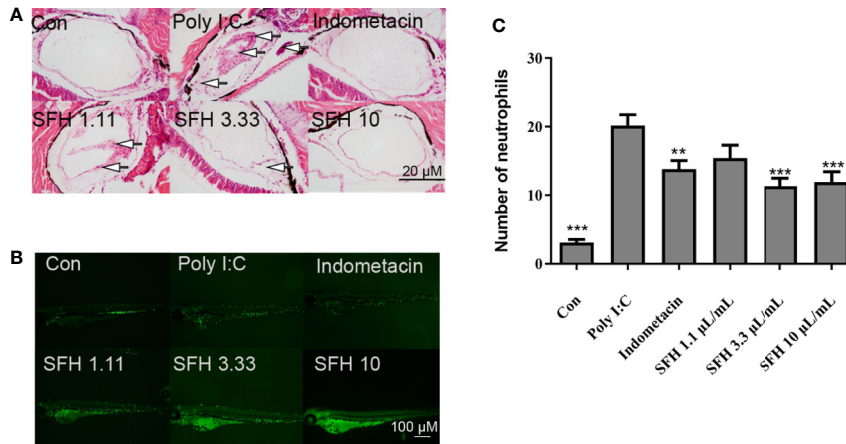 A
Con
Poly I:C
Indometacin
SFH 1.11
SFH 3.33
SFH 10
20 μM
B
Con
Poly I:C
Indometacin
SFH 1.11
SFH 3.33
SFH 10
100 μM
C
Number of neutrophils
30
20
10
0
***
**
***
***
Con
Poly I:C
Indometacin
SFH 1.1 μL/mL
SFH 3.3 μL/mL
SFH 10 μL/mL